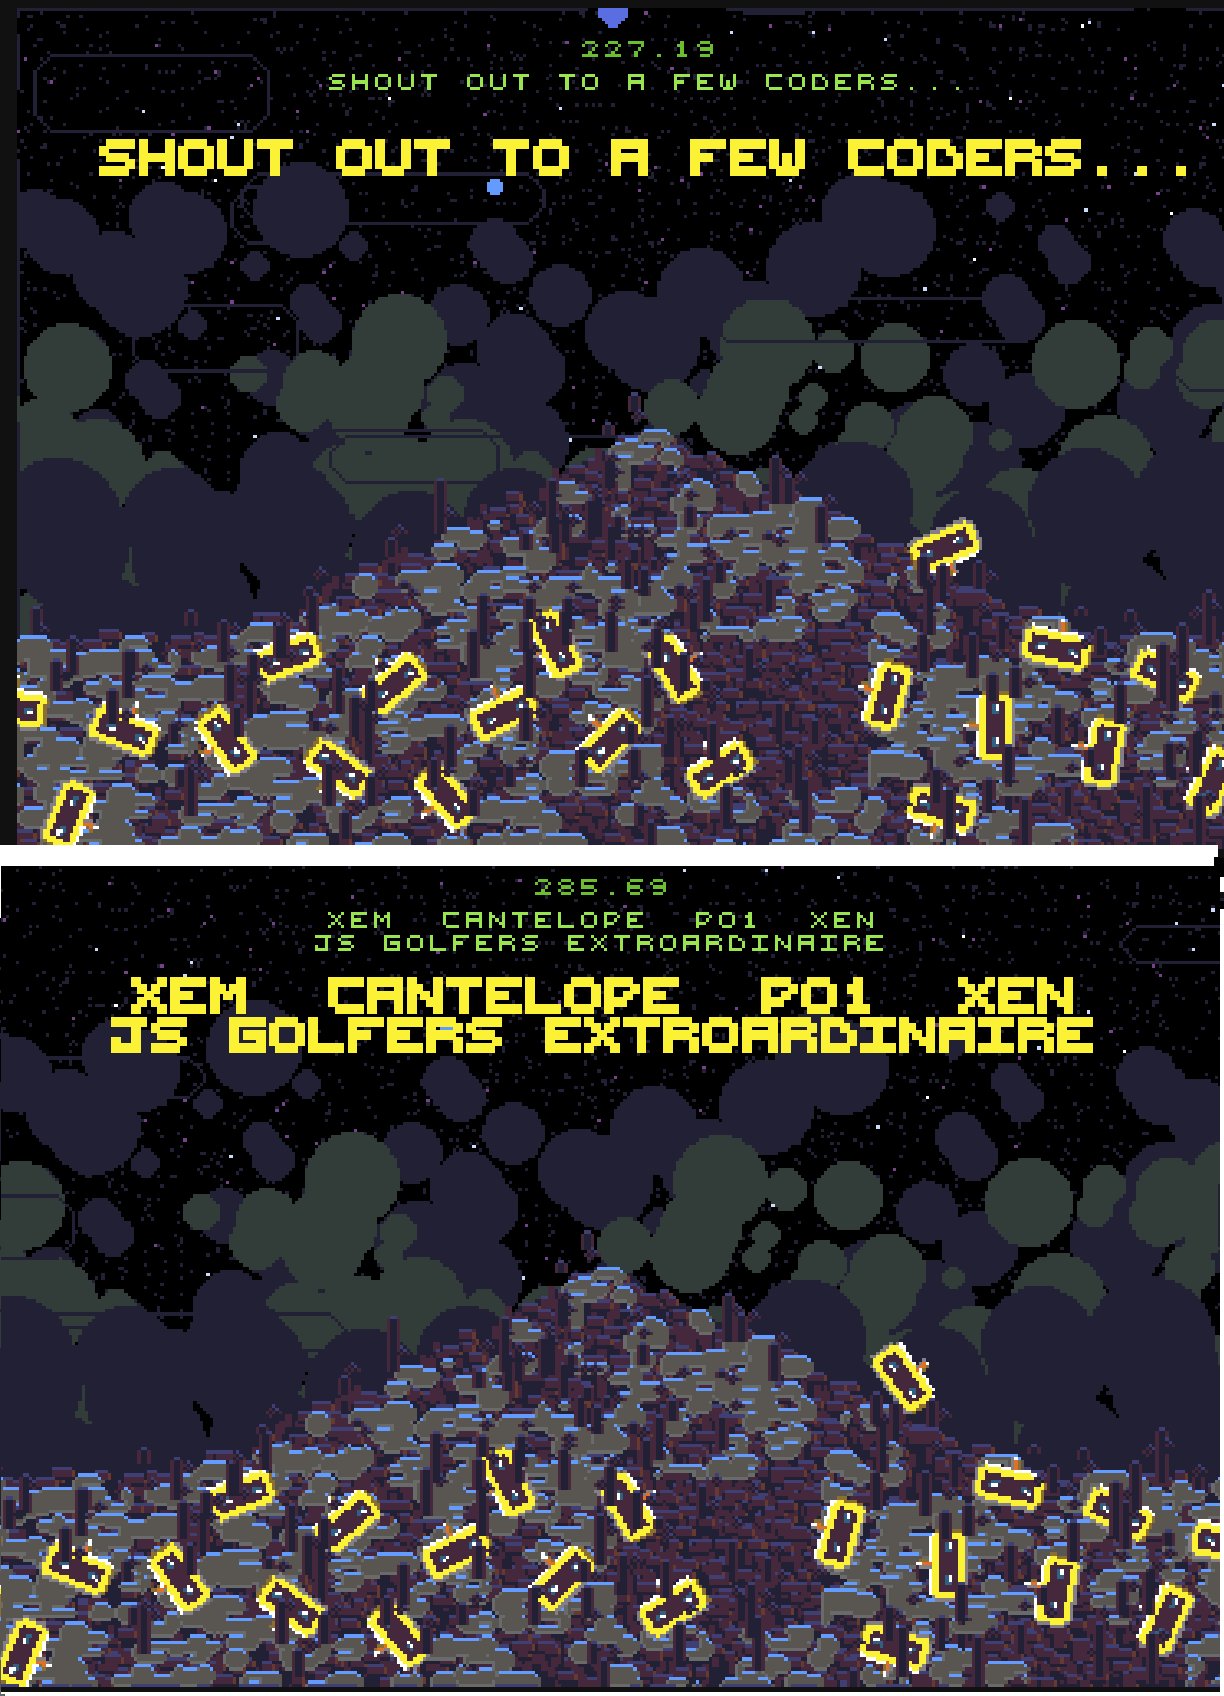 227.19
SHOUT OUT TO A FEW CODERS...
SHOUT OUT TO A FEW CODERS...
285.69
XEM CANTELOPE P01 XEN
JS GOLFERS EXTROARDINAIRE
XEM CANTELOPE P01 XEN
JS GOLFERS EXTROARDINAIRE